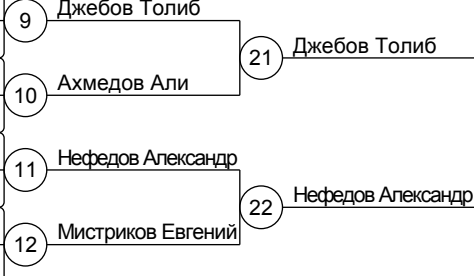 9 Джебов Толиб
21 Джебов Толиб
10 Ахмедов Али
11 Нефедов Александр
22 Нефедов Александр
12 Мистриков Евгений